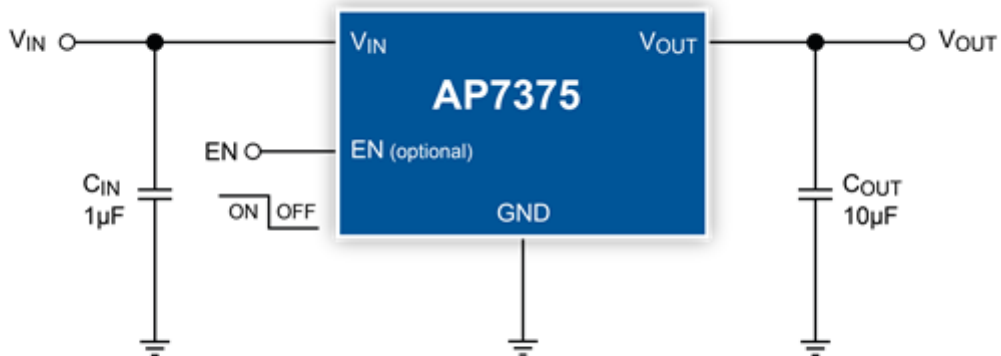 VIN
VIN
VOUT
VOUT
AP7375
EN
EN (optional)
CIN
1µF
ON
OFF
GND
COUT
10µF